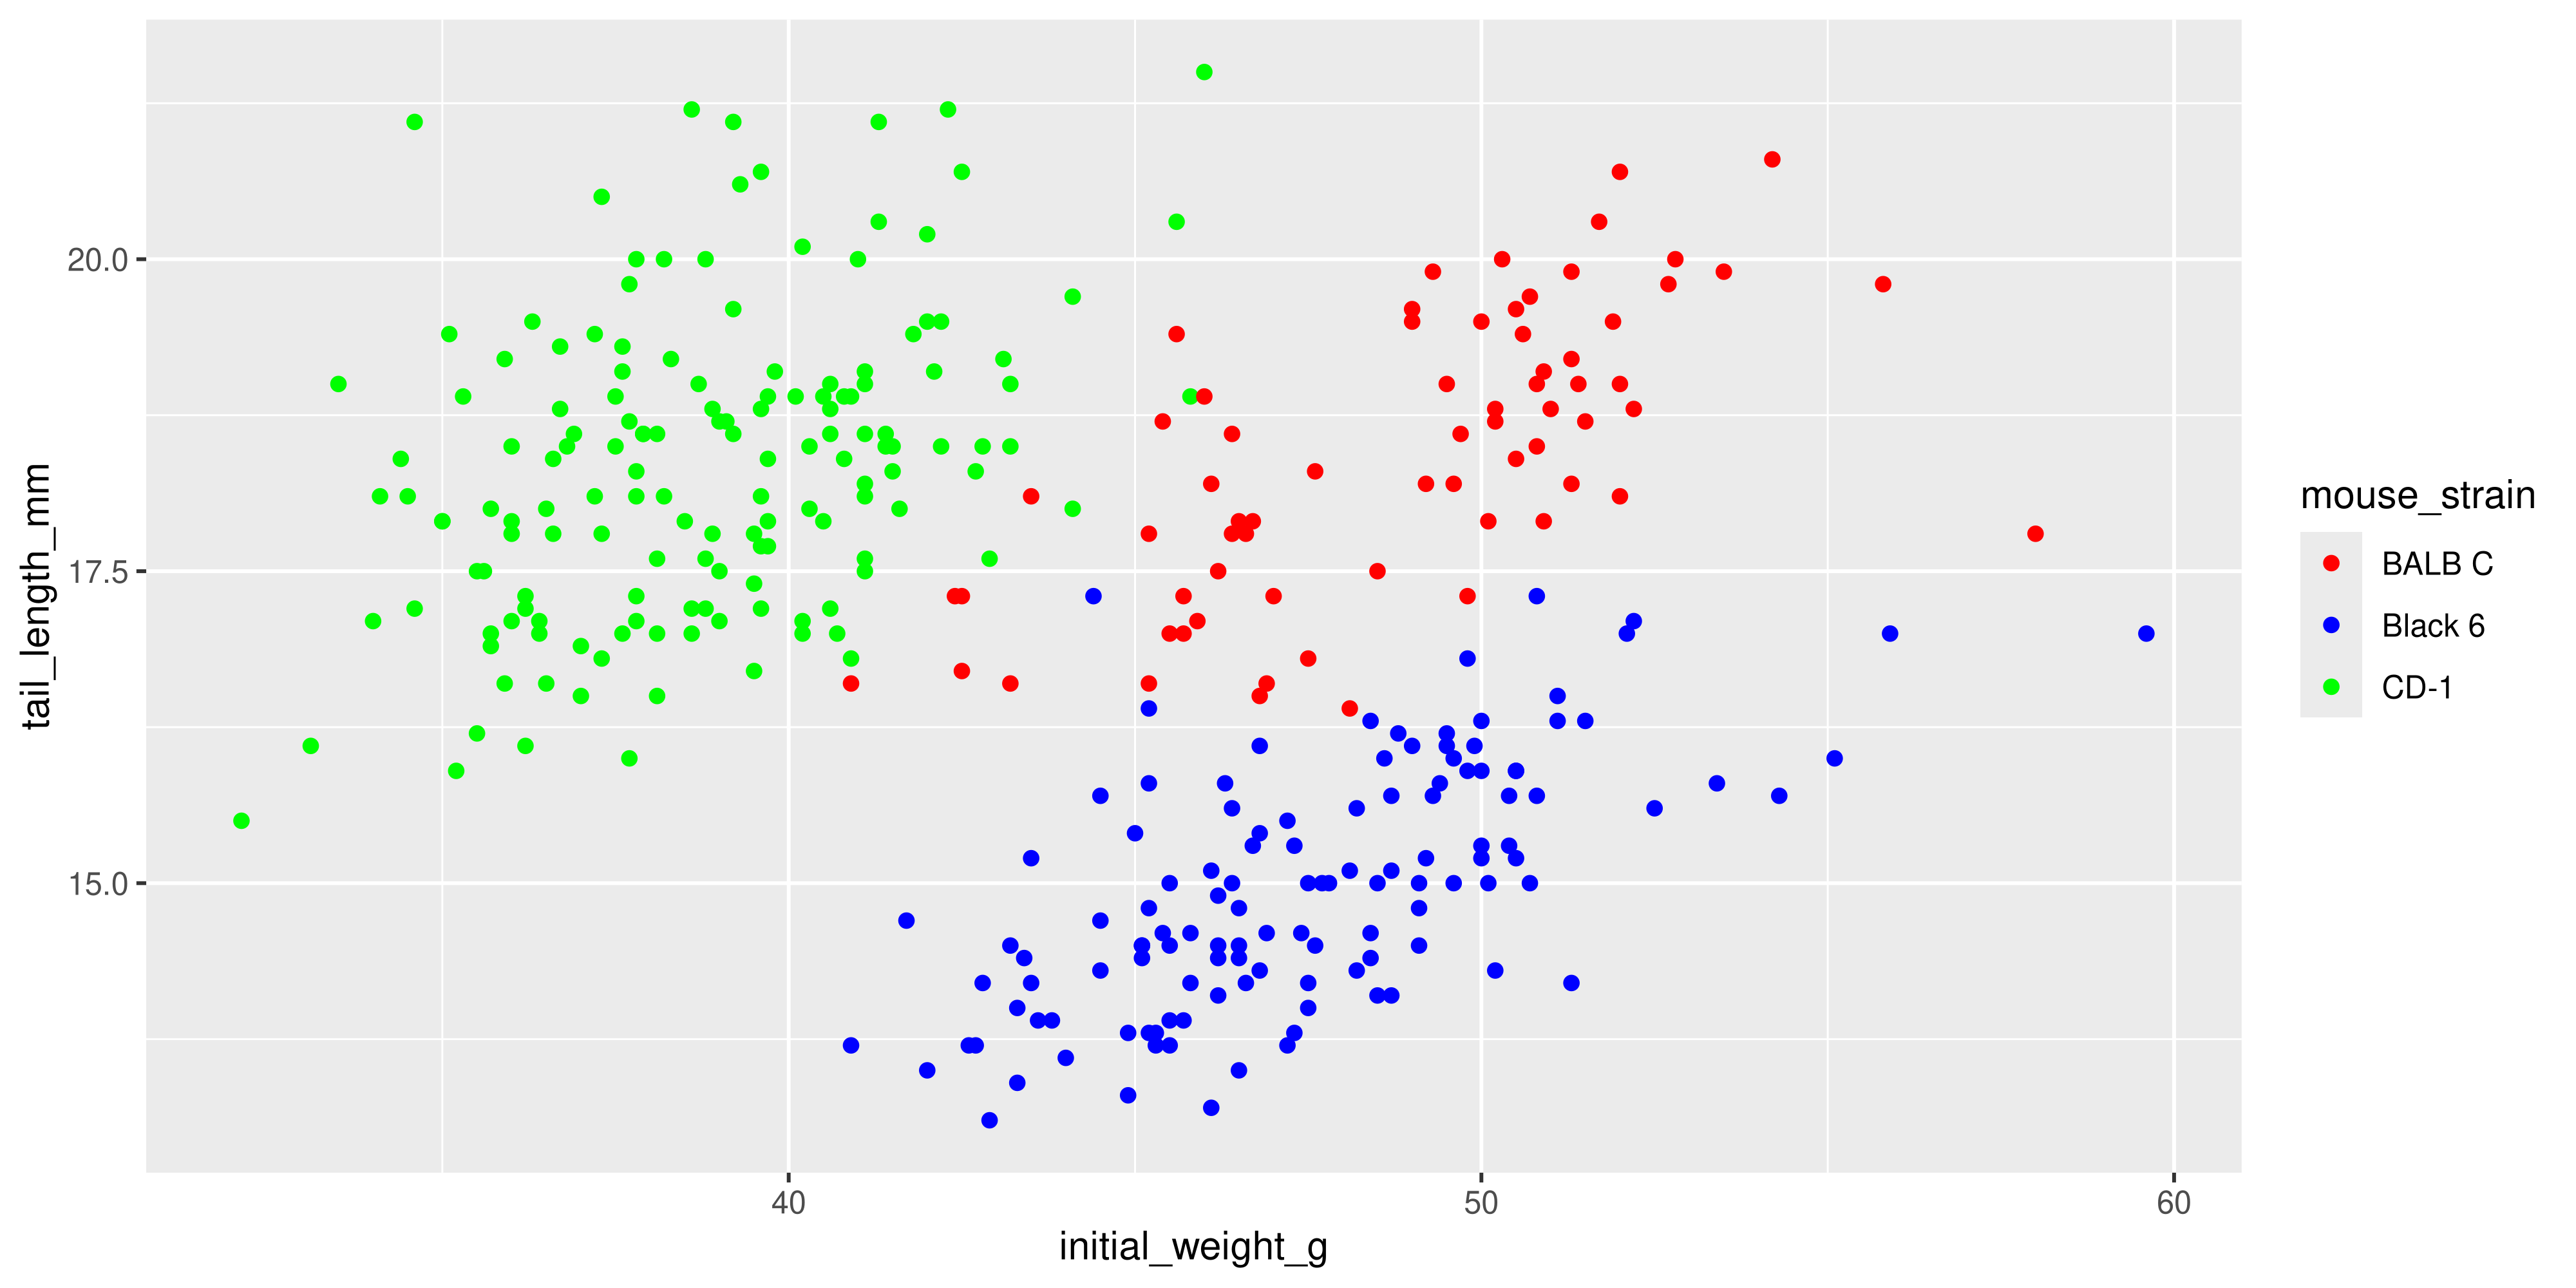 tail_length_mm
20.0
17.5
15.0
40
50
60
initial_weight_g
mouse_strain
BALB C
Black 6
CD-1